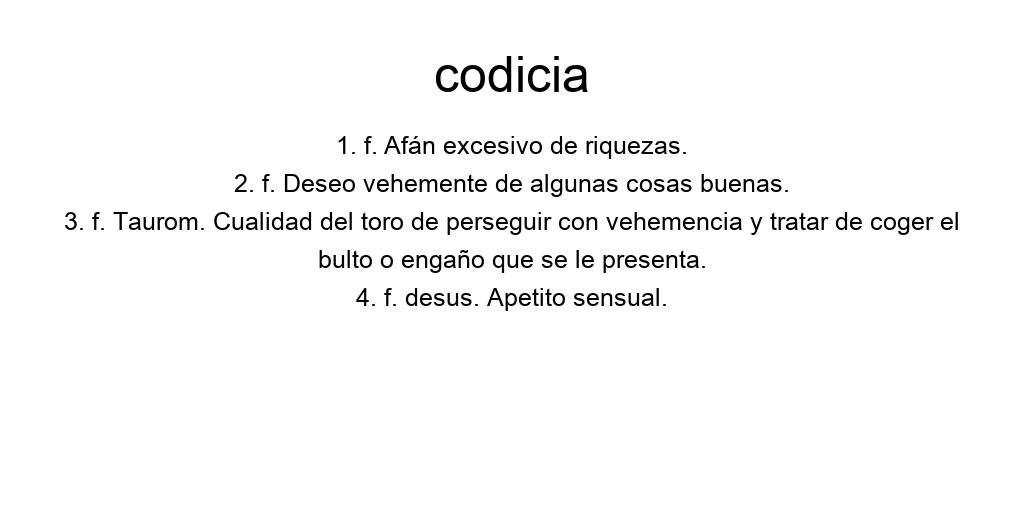 codicia
1. f. Afán excesivo de riquezas.
2. f. Deseo vehemente de algunas cosas buenas.
3. f. Taurom. Cualidad del toro de perseguir con vehemencia y tratar de coger el
bulto o engaño que se le presenta.
4. f. desus. Apetito sensual.